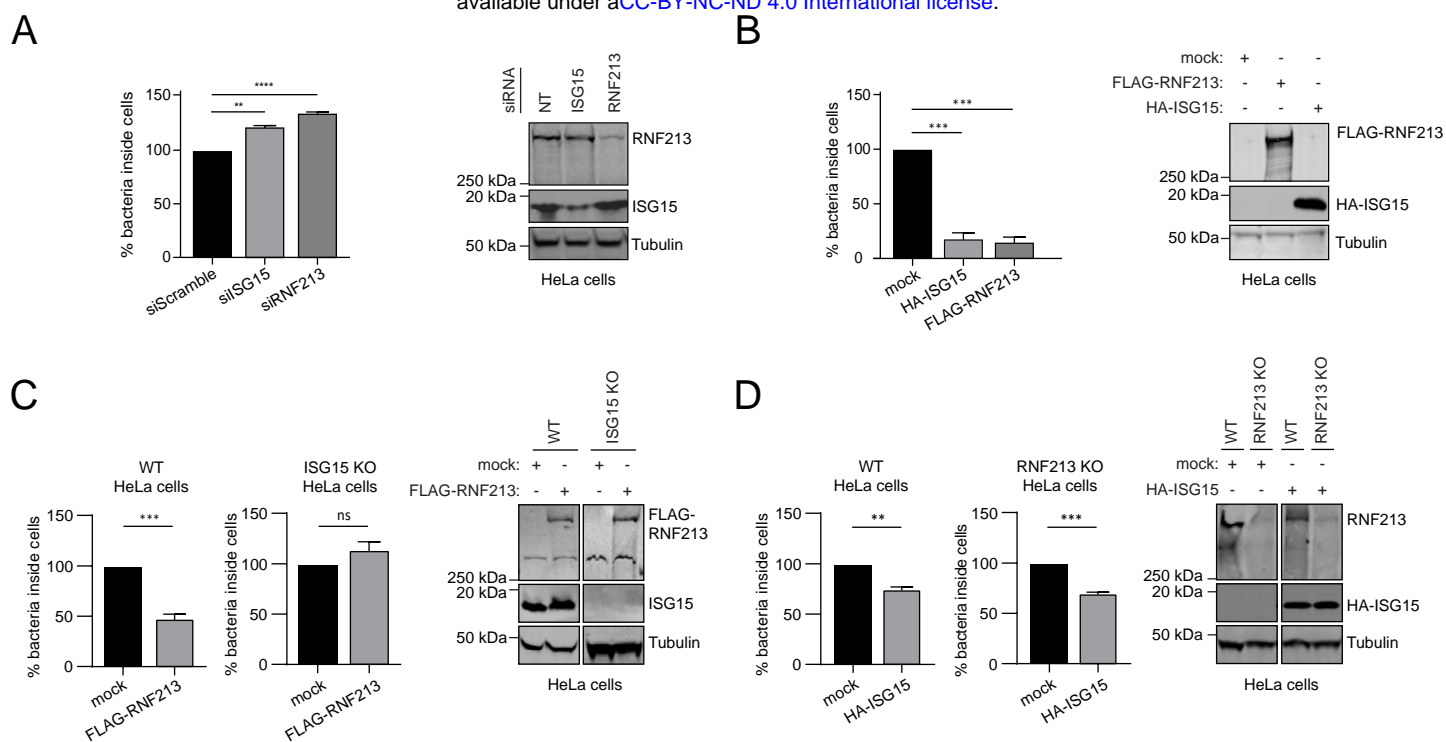 available under aCC-BY-NC-ND 4.0 International license.
A
150
100
50
0
% bacteria inside cells
****
**
siScramble
siISG15
siRNF213
siRNA
NT
ISG15
RNF213
RNF213
250 kDa
20 kDa
ISG15
50 kDa
Tubulin
HeLa cells
B
150
100
50
0
% bacteria inside cells
***
***
mock
HA-ISG15
FLAG-RNF213
mock: + - -
FLAG-RNF213: - + -
HA-ISG15: - - +
FLAG-RNF213
250 kDa
20 kDa
HA-ISG15
50 kDa
Tubulin
HeLa cells
C
WT
HeLa cells
150
100
50
0
% bacteria inside cells
***
mock
FLAG-RNF213
ISG15 KO
HeLa cells
150
100
50
0
% bacteria inside cells
ns
mock
FLAG-RNF213
WT
ISG15 KO
mock: + - + -
FLAG-RNF213: - + - +
FLAG-
RNF213
250 kDa
20 kDa
ISG15
50 kDa
Tubulin
HeLa cells
D
WT
HeLa cells
150
100
50
0
% bacteria inside cells
**
mock
HA-ISG15
RNF213 KO
HeLa cells
150
100
50
0
% bacteria inside cells
***
mock
HA-ISG15
WT
RNF213 KO
WT
RNF213 KO
mock: + + - -
HA-ISG15 - - + +
RNF213
250 kDa
20 kDa
HA-ISG15
50 kDa
Tubulin
HeLa cells